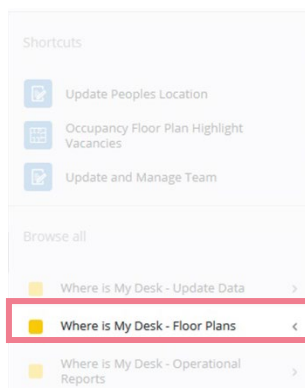 Shortcuts
Update Peoples Location
Occupancy Floor Plan Highlight
Vacancies
Update and Manage Team
Browse all
Where is My Desk - Update Data
Where is My Desk - Floor Plans
Where is My Desk - Operational
Reports